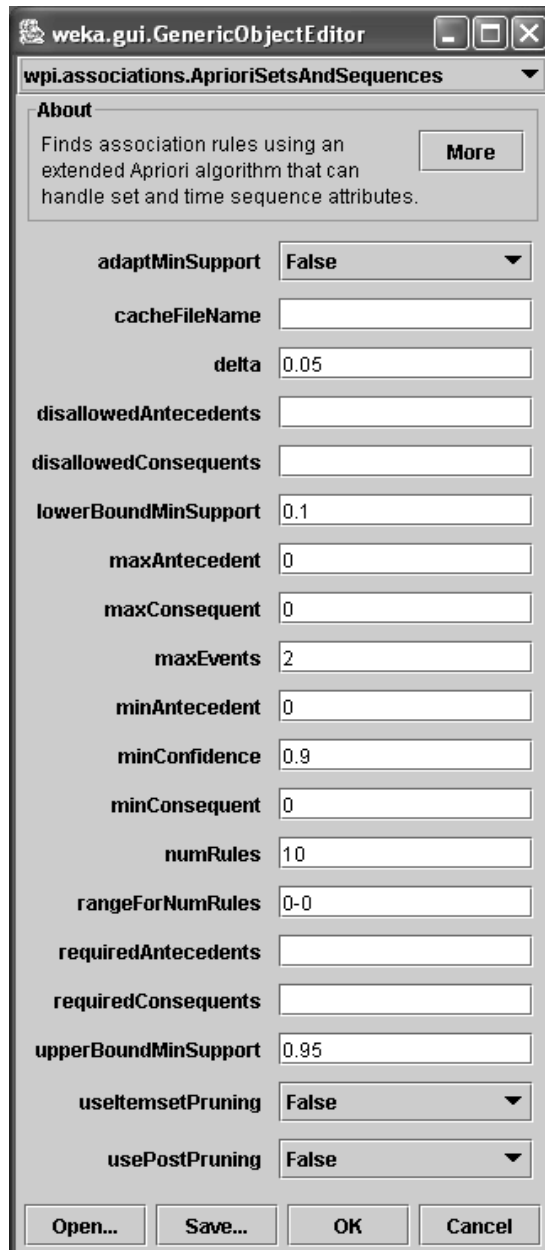 weka.gui.GenericObjectEditor
wpi.associations.AprioriSetsAndSequences
About
Finds association rules using an
extended Apriori algorithm that can
handle set and time sequence attributes.
More
adaptMinSupport False
cacheFileName
delta 0.05
disallowedAntecedents
disallowedConsequents
lowerBoundMinSupport 0.1
maxAntecedent 0
maxConsequent 0
maxEvents 2
minAntecedent 0
minConfidence 0.9
minConsequent 0
numRules 10
rangeForNumRules 0-0
requiredAntecedents
requiredConsequents
upperBoundMinSupport 0.95
useItemsetPruning False
usePostPruning False
Open... Save... OK Cancel